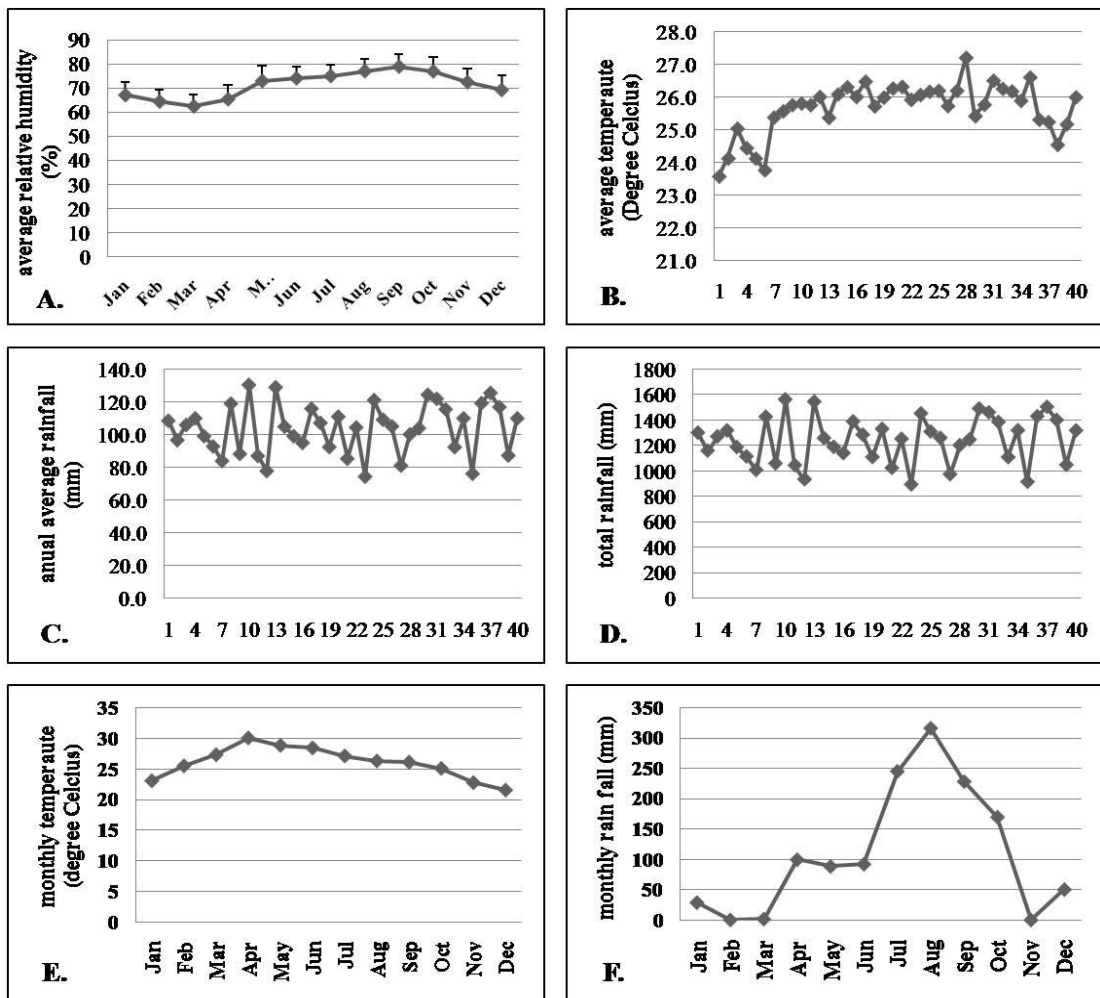 average relative humidity
(%)
90
80
70
60
50
40
30
20
10
0
Jan Feb Mar Apr M.. Jun Jul Aug Sep Oct Nov Dec
A.
average temperaute
(Degree Celcius)
28.0
27.0
26.0
25.0
24.0
23.0
22.0
21.0
1 4 7 10 13 16 19 22 25 28 31 34 37 40
B.
anual average rainfall
(mm)
140.0
120.0
100.0
80.0
60.0
40.0
20.0
0.0
1 4 7 10 13 16 19 22 25 28 31 34 37 40
C.
total rainfall (mm)
1800
1600
1400
1200
1000
800
600
400
200
0
1 4 7 10 13 16 19 22 25 28 31 34 37 40
D.
monthly temperaute
(degree Celcius)
35
30
25
20
15
10
5
0
Jan Feb Mar Apr May Jun Jul Aug Sep Oct Nov Dec
E.
monthly rain fall (mm)
350
300
250
200
150
100
50
0
Jan Feb Mar Apr May Jun Jul Aug Sep Oct Nov Dec
F.